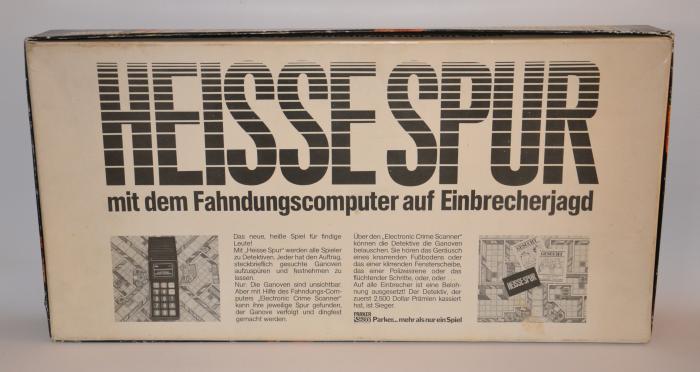 HEISSE SPUR
mit dem Fahndungscomputer auf Einbrecherjagd
Das neue, heiße Spiel für findige
Leute!
Mit „Heisse Spur" werden alle Spieler
zu Detektiven. Jeder hat den Auftrag,
steckbrieflich gesuchte Ganoven
aufzuspüren und festnehmen zu
lassen.
Nur: Die Ganoven sind unsichtbar.
Aber mit Hilfe des Fahndungs-Com-
puters „Electronic Crime Scanner"
kann ihre jeweilige Spur gefunden,
der Ganove verfolgt und dingfest
gemacht werden.
Über den „Electronic Crime Scanner"
können die Detektive die Ganoven
belauschen. Sie hören das Geräusch
eines knarrenden Fußbodens oder
das einer klirrenden Fensterscheibe,
das einer Polizeisirene oder das
flüchtender Schritte, oder, oder ...
Auf alle Einbrecher ist eine Beloh-
nung ausgesetzt! Der Detektiv, der
zuerst 2.500 Dollar Prämien kassiert
hat, ist Sieger.
PARKER
Parker... mehr als nur ein Spiel
GESUCHT
GESUCHT
HEISSE SPUR